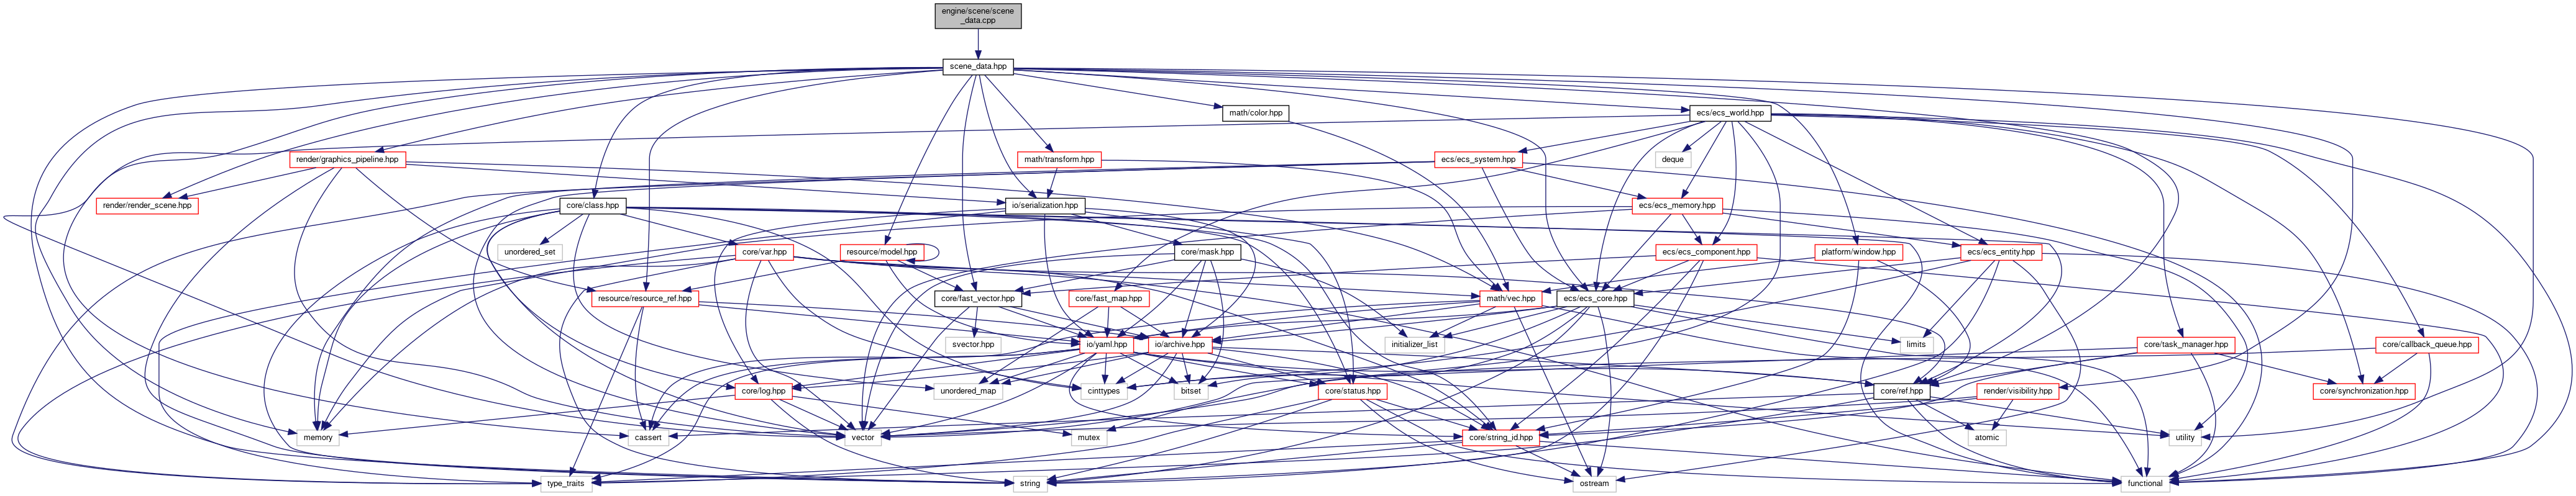 engine/scene/scene
_data.cpp
scene_data.hpp
math/color.hpp
ecs/ecs_world.hpp
render/graphics_pipeline.hpp
math/transform.hpp
ecs/ecs_system.hpp
deque
render/render_scene.hpp
core/class.hpp
io/serialization.hpp
ecs/ecs_memory.hpp
unordered_set
core/var.hpp
resource/model.hpp
core/mask.hpp
ecs/ecs_component.hpp
platform/window.hpp
ecs/ecs_entity.hpp
resource/resource_ref.hpp
core/fast_vector.hpp
core/fast_map.hpp
math/vec.hpp
ecs/ecs_core.hpp
svector.hpp
io/yaml.hpp
io/archive.hpp
initializer_list
limits
core/task_manager.hpp
core/callback_queue.hpp
core/log.hpp
unordered_map
cinttypes
bitset
core/status.hpp
core/ref.hpp
render/visibility.hpp
core/synchronization.hpp
memory
cassert
vector
mutex
core/string_id.hpp
atomic
utility
type_traits
string
ostream
functional